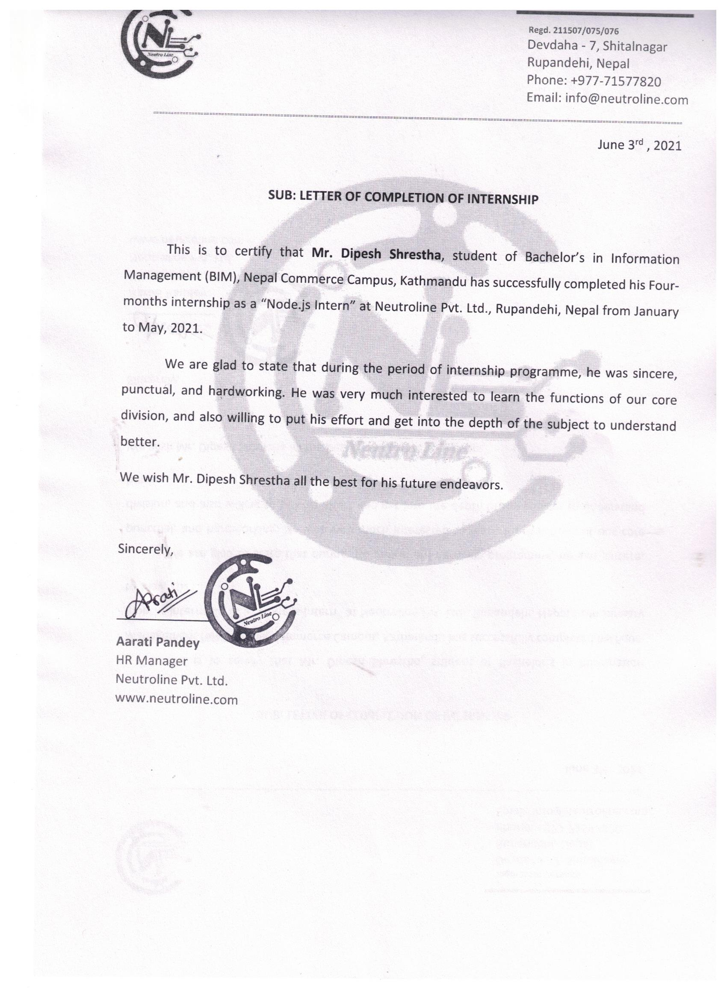 NL
Neutro Line
Regd. 211507/075/076
Devdaha - 7, Shitalnagar
Rupandehi, Nepal
Phone: +977-71577820
Email: info@neutroline.com
June 3rd , 2021
SUB: LETTER OF COMPLETION OF INTERNSHIP
This is to certify that Mr. Dipesh Shrestha, student of Bachelor’s in Information
Management (BIM), Nepal Commerce Campus, Kathmandu has successfully completed his Four-
months internship as a “Node.js Intern” at Neutroline Pvt. Ltd., Rupandehi, Nepal from January
to May, 2021.
We are glad to state that during the period of internship programme, he was sincere,
punctual, and hardworking. He was very much interested to learn the functions of our core
division, and also willing to put his effort and get into the depth of the subject to understand
better.
NL
Neutro Line
We wish Mr. Dipesh Shrestha all the best for his future endeavors.
Sincerely,
Aarati
NL
Neutro Line
Aarati Pandey
HR Manager
Neutroline Pvt. Ltd.
www.neutroline.com